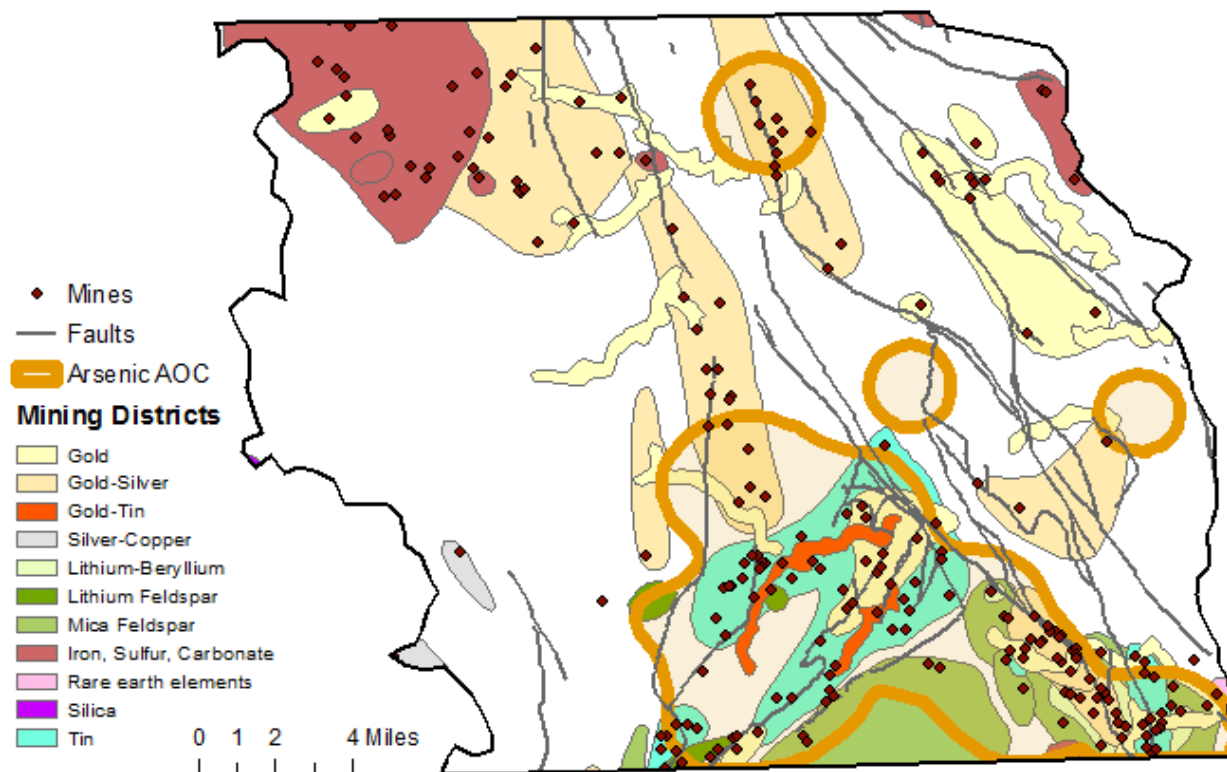 Mines
Faults
Arsenic AOC
Mining Districts
Gold
Gold-Silver
Gold-Tin
Silver-Copper
Lithium-Beryllium
Lithium Feldspar
Mica Feldspar
Iron, Sulfur, Carbonate
Rare earth elements
Silica
Tin
0 1 2 4 Miles